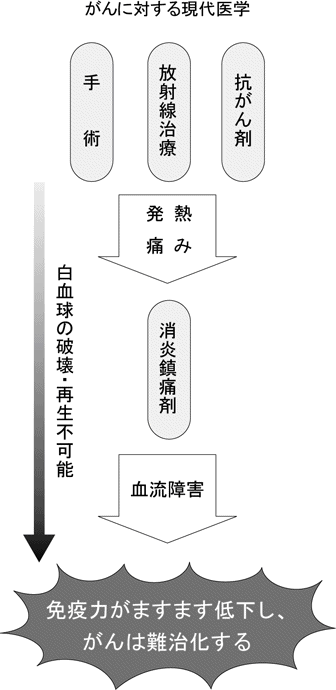 がんに対する現代医学
手術
放射線治療
抗がん剤
発熱
痛み
白血球の破壊・再生不可能
消炎鎮痛剤
血流障害
免疫力がますます低下し、
がんは難治化する